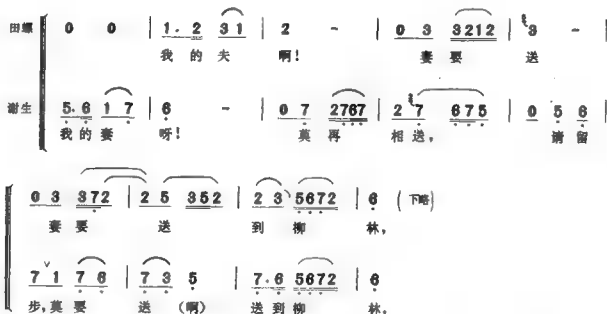 田螺 0 0 | 1. 2 3 1 | 2 - | 0 3 3212 | 3 - |
我的夫 啊! 妻要 送
谢生 5. 6 1 7 | 6 - | 0 7 2767 | 2 7 675 | 0 5 6 |
我的妻 呀! 莫再 相送, 请留
0 3 372 | 2 5 352 | 2 3 5672 | 6 (下略)
妻要 送 到柳 林,
7 1 7 6 | 7 3 5 | 7. 6 5672 | 6
步,莫要 送 (啊) 送到柳 林。